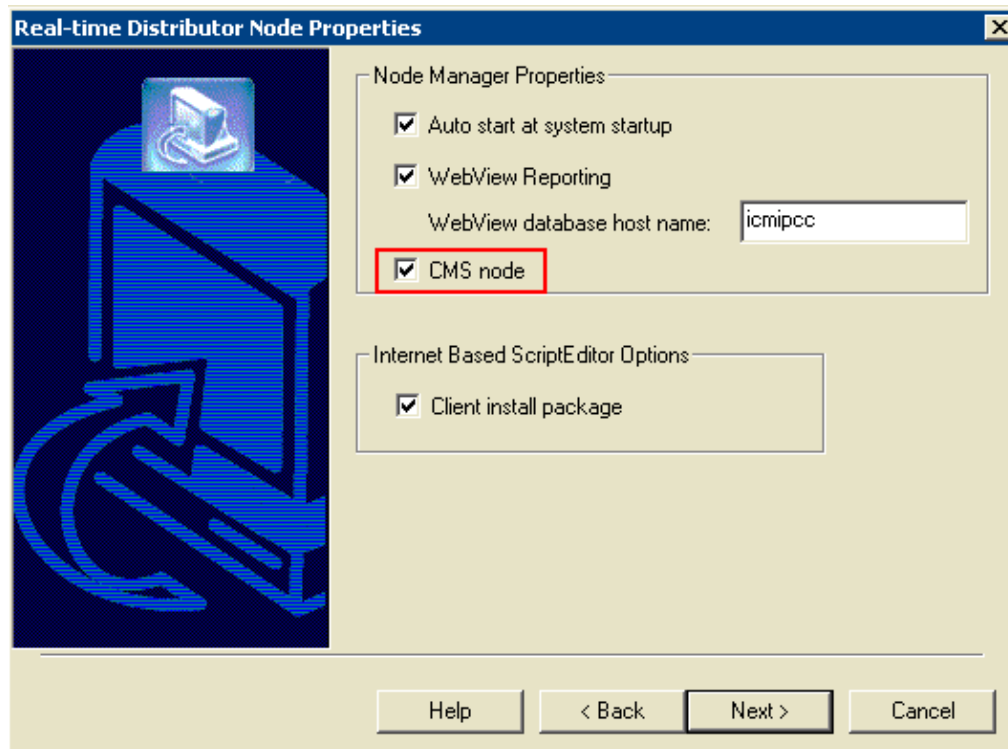 Real-time Distributor Node Properties
Node Manager Properties
Auto start at system startup
WebView Reporting
WebView database host name: icmipcc
CMS node
Internet Based ScriptEditor Options
Client install package
Help < Back Next > Cancel